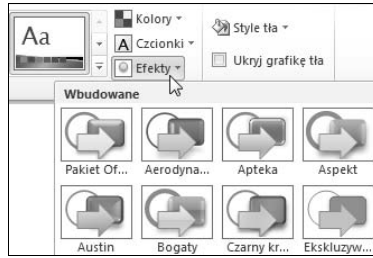 Aa
Kolory
Czcionki
Efekty
Style tła
Ukryj grafikę tła
Wbudowane
Pakiet Of... Aerodyna... Apteka Aspekt
Austin Bogaty Czarny kr... Ekskluzyw...